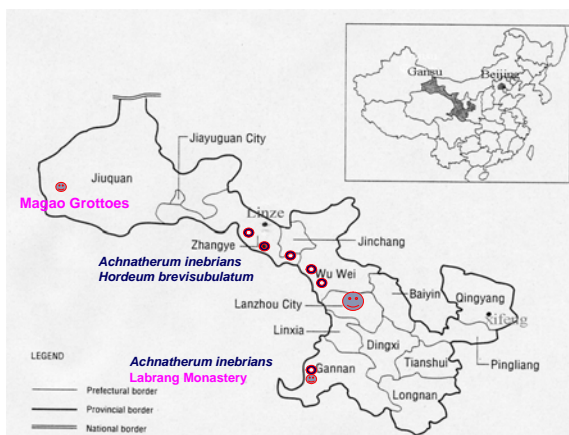 Gansu
Beijing
Jiayuguan City
Jiuquan
Magao Grottoes
Linze
Zhangye
Jinchang
Achnatherum inebrians
Hordeum brevisubulatum
Wu Wei
Lanzhou City
Baiyin
Qingyang
xifeng
Linxia
Dingxi
Tianshui
Pingliang
LEGEND
Achnatherum inebrians
Labrang Monastery
Gannan
Longnan
Prefectural border
Provincial border
National border